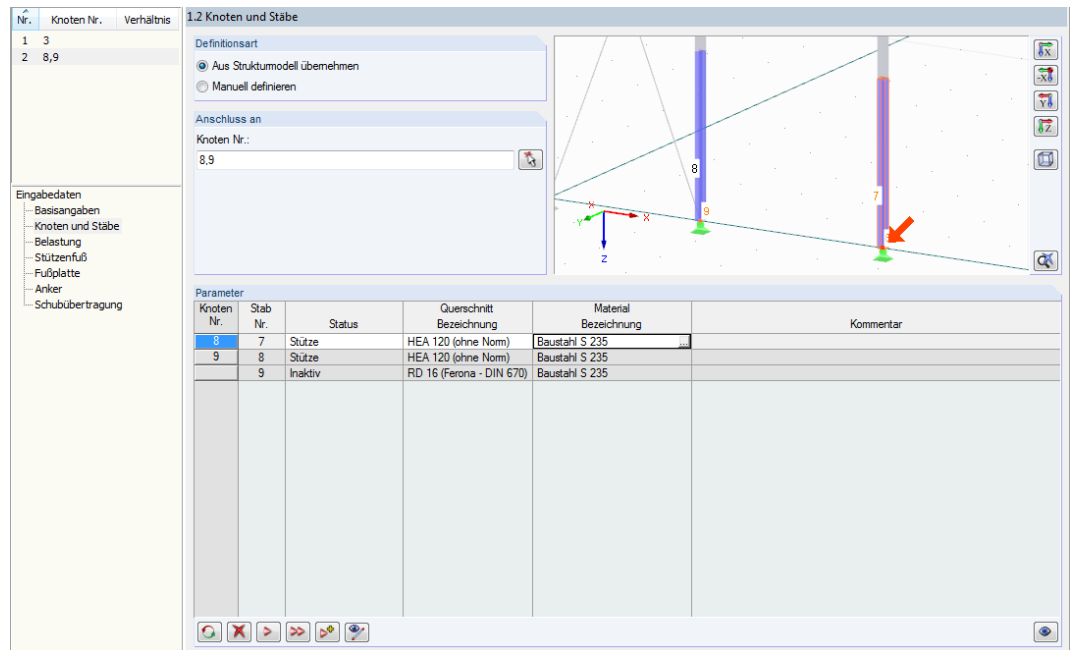 Nr. Knoten Nr. Verhältnis
1 3
2 8,9
Eingabedaten
Basisangaben
Knoten und Stäbe
Belastung
Stützenfuß
Fußplatte
Anker
Schubübertragung
1.2 Knoten und Stäbe
Definitionsart
Aus Strukturmodell übernehmen
Manuell definieren
Anschluss an
Knoten Nr.:
8,9
8
7
9
X
Y
X
Z
X
-X
Y
Z
Parameter
Knoten Stab Querschnitt Material
Nr. Nr. Status Bezeichnung Bezeichnung Kommentar
8 7 Stütze HEA 120 (ohne Norm) Baustahl S 235 ...
9 8 Stütze HEA 120 (ohne Norm) Baustahl S 235
9 Inaktiv RD 16 (Ferona - DIN 670) Baustahl S 235